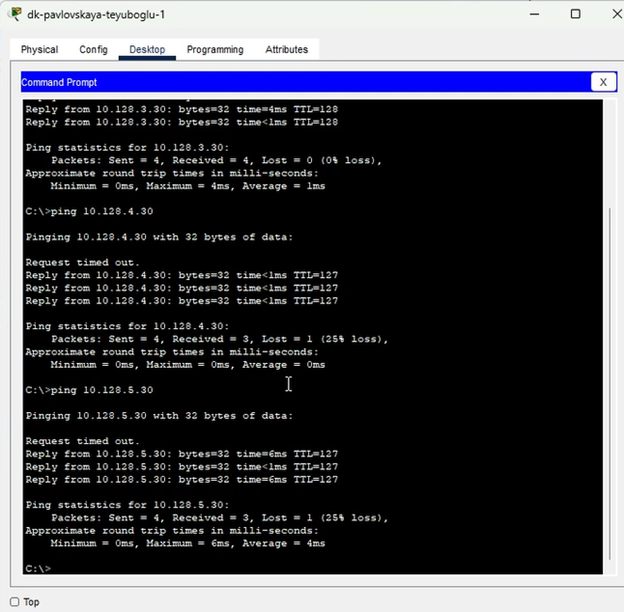 dk-pavlovskaya-teyuboglu-1
Physical Config Desktop Programming Attributes
Command Prompt X
Reply from 10.128.3.30: bytes=32 time=4ms TTL=128
Reply from 10.128.3.30: bytes=32 time<1ms TTL=128
Ping statistics for 10.128.3.30:
Packets: Sent = 4, Received = 4, Lost = 0 (0% loss),
Approximate round trip times in milli-seconds:
Minimum = 0ms, Maximum = 4ms, Average = 1ms
C:\>ping 10.128.4.30
Pinging 10.128.4.30 with 32 bytes of data:
Request timed out.
Reply from 10.128.4.30: bytes=32 time<1ms TTL=127
Reply from 10.128.4.30: bytes=32 time<1ms TTL=127
Reply from 10.128.4.30: bytes=32 time<1ms TTL=127
Ping statistics for 10.128.4.30:
Packets: Sent = 4, Received = 3, Lost = 1 (25% loss),
Approximate round trip times in milli-seconds:
Minimum = 0ms, Maximum = 0ms, Average = 0ms
C:\>ping 10.128.5.30
Pinging 10.128.5.30 with 32 bytes of data:
Request timed out.
Reply from 10.128.5.30: bytes=32 time=6ms TTL=127
Reply from 10.128.5.30: bytes=32 time<1ms TTL=127
Reply from 10.128.5.30: bytes=32 time=6ms TTL=127
Ping statistics for 10.128.5.30:
Packets: Sent = 4, Received = 3, Lost = 1 (25% loss),
Approximate round trip times in milli-seconds:
Minimum = 0ms, Maximum = 6ms, Average = 4ms
C:\>
Top